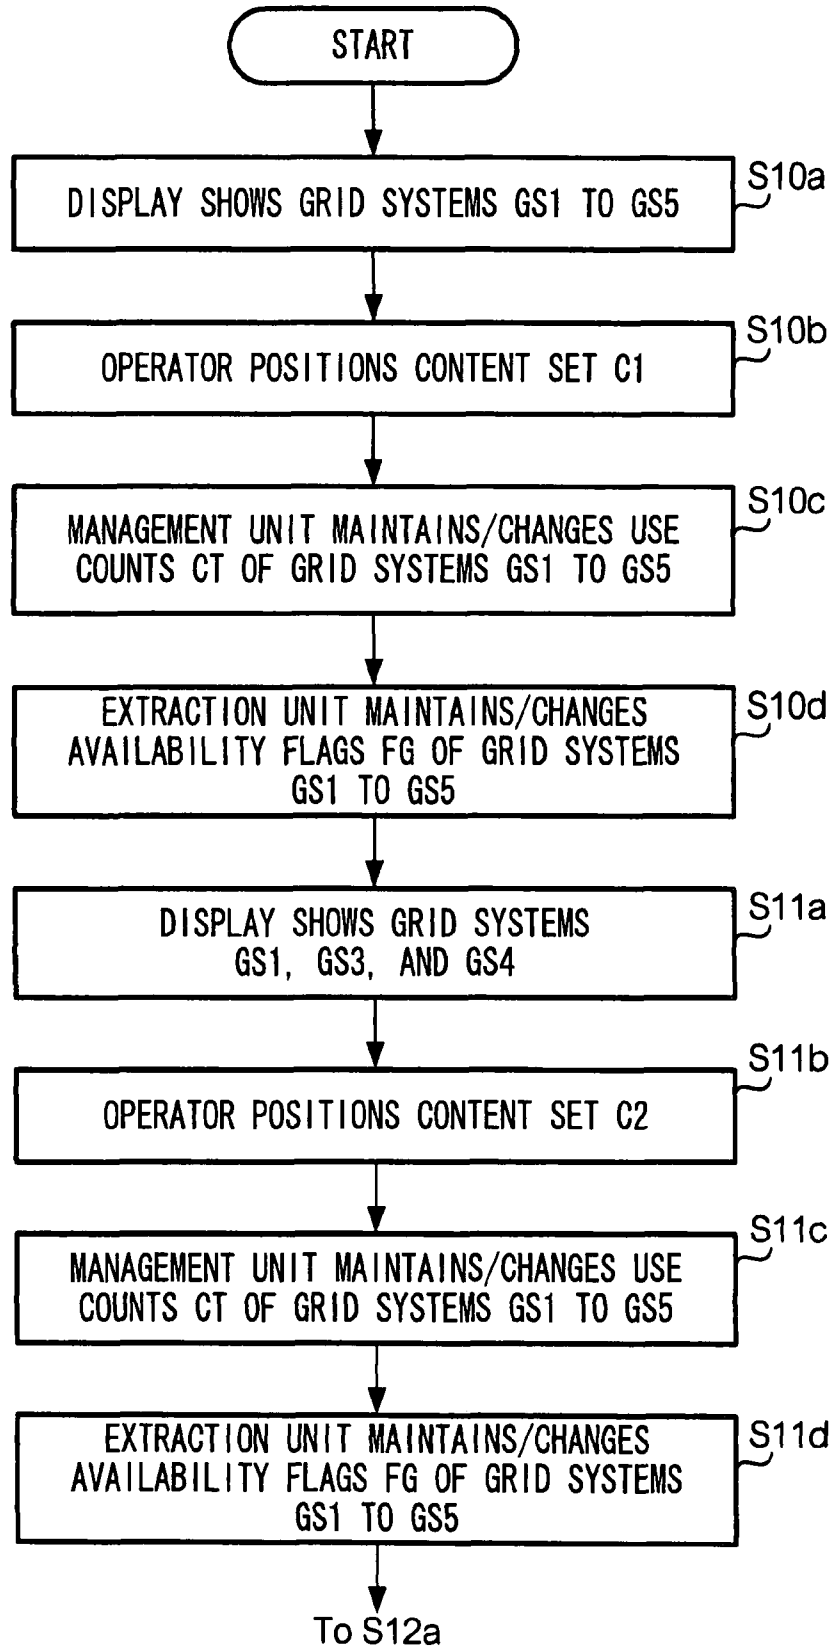 START
DISPLAY SHOWS GRID SYSTEMS GS1 TO GS5
S10a
OPERATOR POSITIONS CONTENT SET C1
S10b
MANAGEMENT UNIT MAINTAINS/CHANGES USE
COUNTS CT OF GRID SYSTEMS GS1 TO GS5
S10c
EXTRACTION UNIT MAINTAINS/CHANGES
AVAILABILITY FLAGS FG OF GRID SYSTEMS
GS1 TO GS5
S10d
DISPLAY SHOWS GRID SYSTEMS
GS1, GS3, AND GS4
S11a
OPERATOR POSITIONS CONTENT SET C2
S11b
MANAGEMENT UNIT MAINTAINS/CHANGES USE
COUNTS CT OF GRID SYSTEMS GS1 TO GS5
S11c
EXTRACTION UNIT MAINTAINS/CHANGES
AVAILABILITY FLAGS FG OF GRID SYSTEMS
GS1 TO GS5
S11d
To S12a